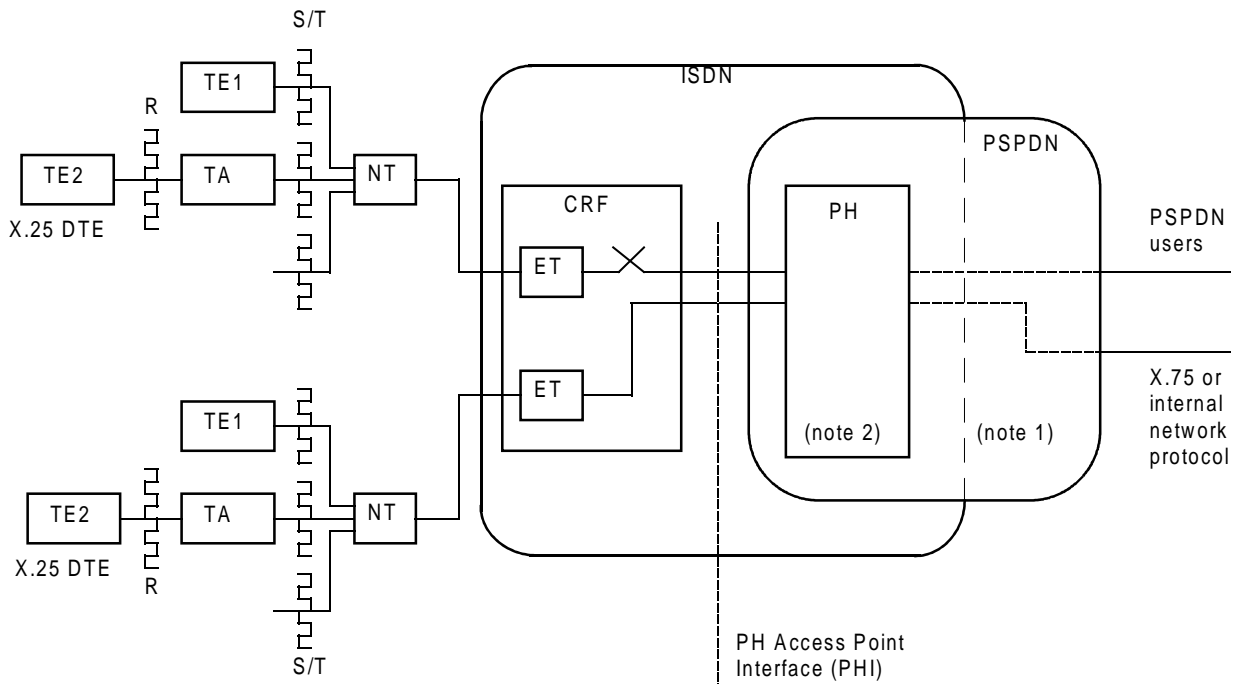 S/T
ISDN
TE1
R
PSPDN
TE2
TA
NT
CRF
PH
X.25 DTE
PSPDN
users
ET
ET
X.75 or
internal
network
protocol
TE1
(note 2)
(note 1)
TE2
TA
NT
X.25 DTE
R
S/T
PH Access Point
Interface (PHI)